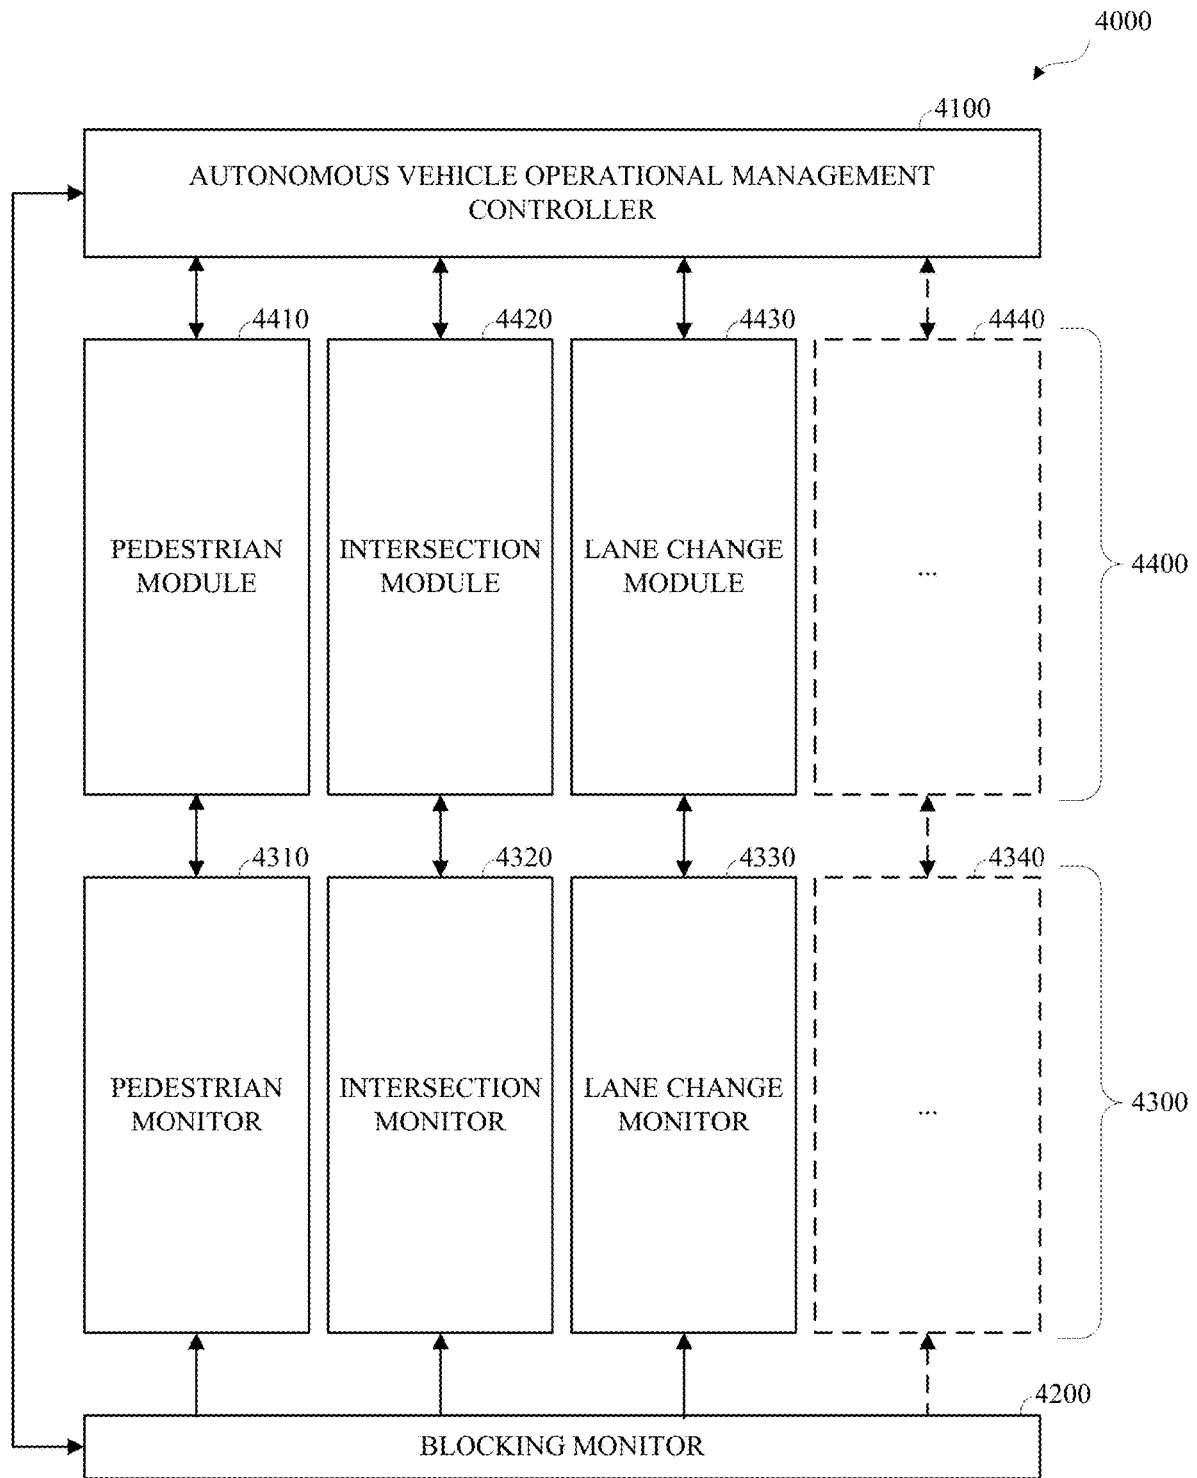 4000
4100
AUTONOMOUS VEHICLE OPERATIONAL MANAGEMENT
CONTROLLER
4410
4420
4430
4440
PEDESTRIAN
MODULE
INTERSECTION
MODULE
LANE CHANGE
MODULE
...
4400
4310
4320
4330
4340
PEDESTRIAN
MONITOR
INTERSECTION
MONITOR
LANE CHANGE
MONITOR
...
4300
4200
BLOCKING MONITOR